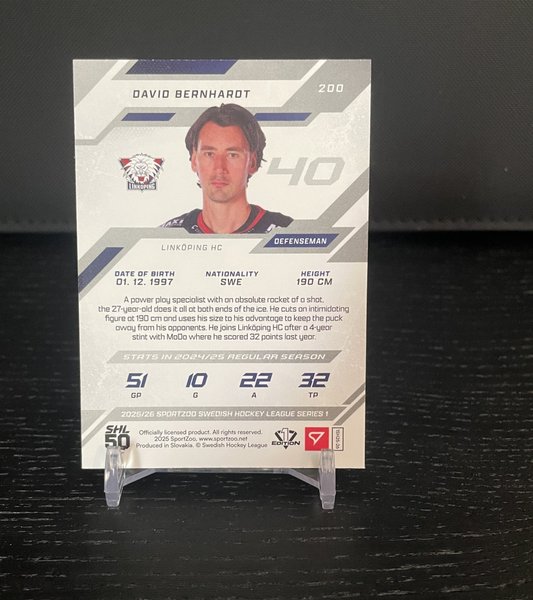 DAVID BERNHARDT
200
40
LINKÖPING
LINKÖPING HC
DEFENSEMAN
DATE OF BIRTH
01. 12. 1997
NATIONALITY
SWE
HEIGHT
190 CM
A power play specialist with an absolute rocket of a shot,
the 27-year-old does it all at both ends of the ice. He cuts an intimidating
figure at 190 cm and uses his size to his advantage to keep the puck
away from his opponents. He joins Linköping HC after a 4-year
stint with MoDo where he scored 32 points last year.
STATS IN 2024/25 REGULAR SEASON
51 10 22 32
GP G A TP
2025/26 SPORTZOO SWEDISH HOCKEY LEAGUE SERIES 1
SHL
50
Officially licensed product. All rights reserved.
2025 SportZoo, www.sportzoo.net
Produced in Slovakia. © Swedish Hockey League
EDITION